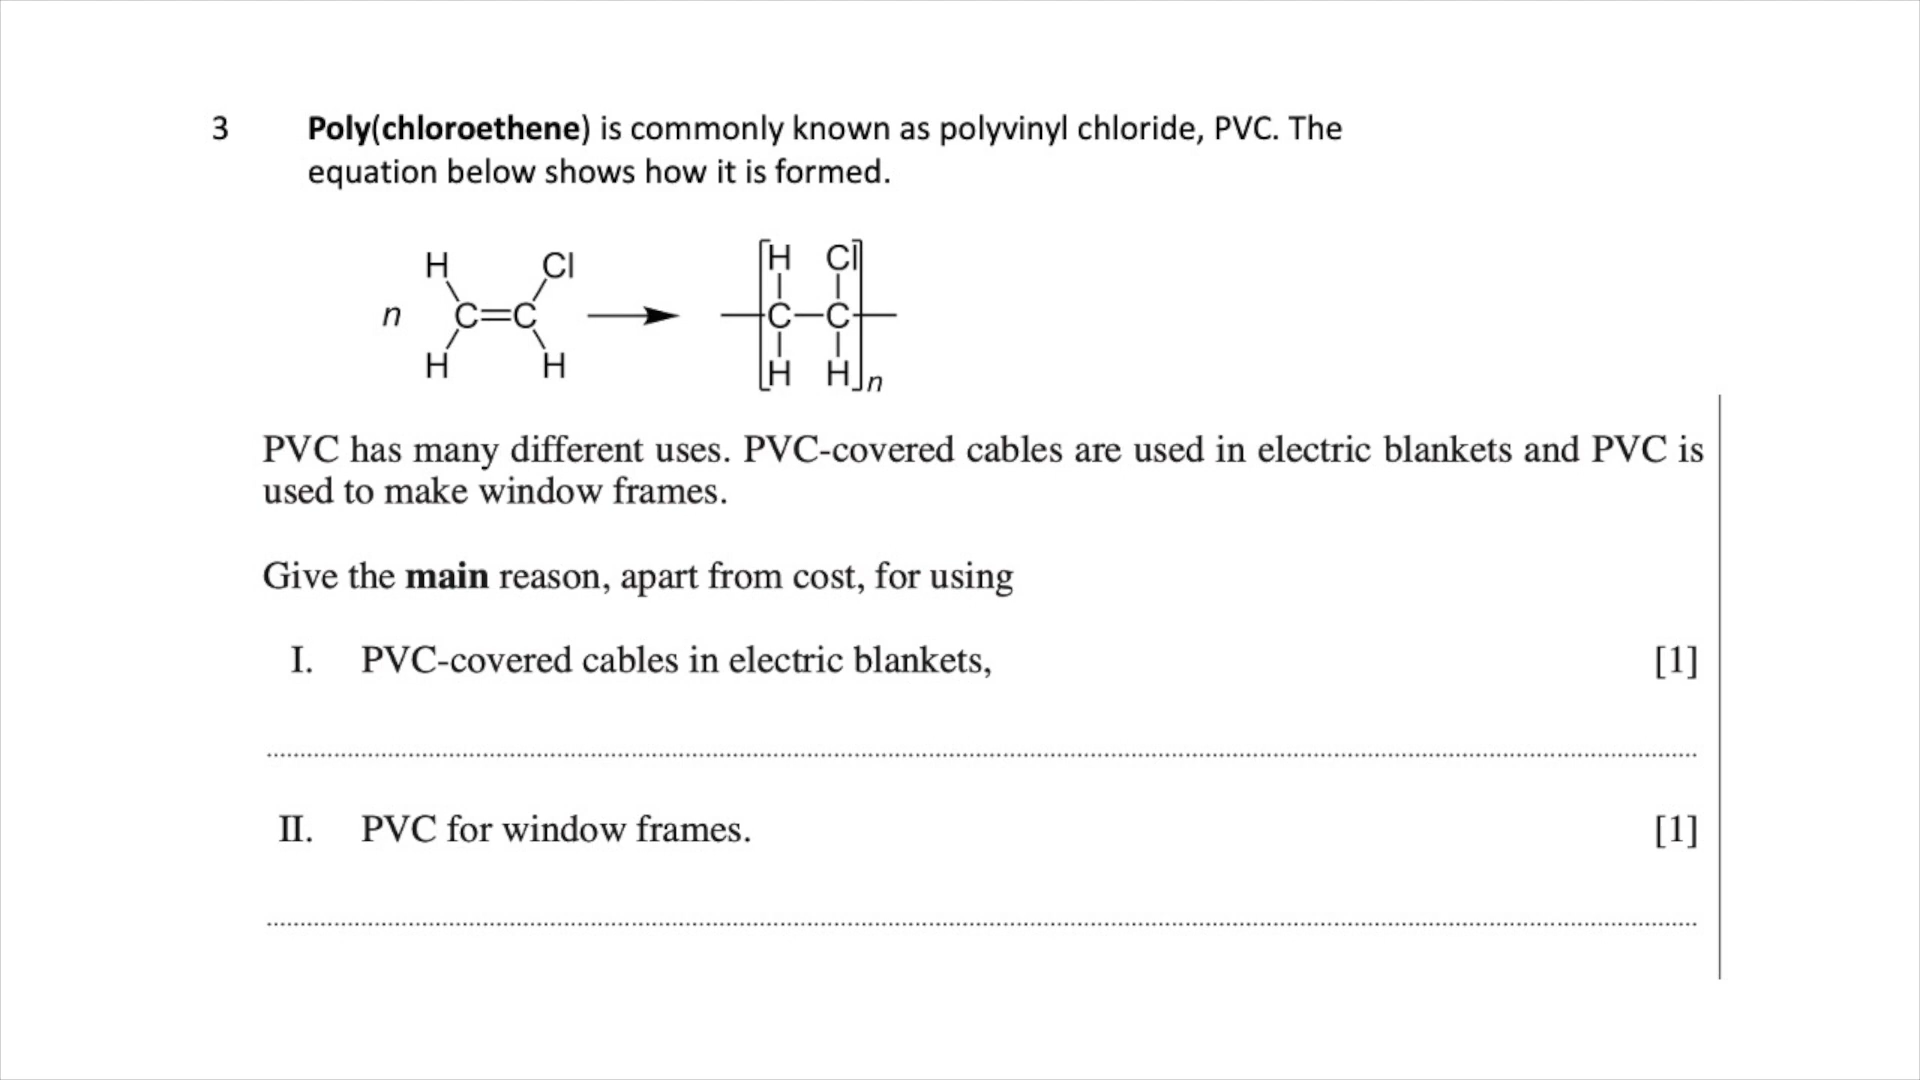 3 Poly(chloroethene) is commonly known as polyvinyl chloride, PVC. The
equation below shows how it is formed.
H Cl H Cl
n C=C C–C
H H H H n
PVC has many different uses. PVC-covered cables are used in electric blankets and PVC is
used to make window frames.
Give the main reason, apart from cost, for using
I. PVC-covered cables in electric blankets, [1]
II. PVC for window frames. [1]